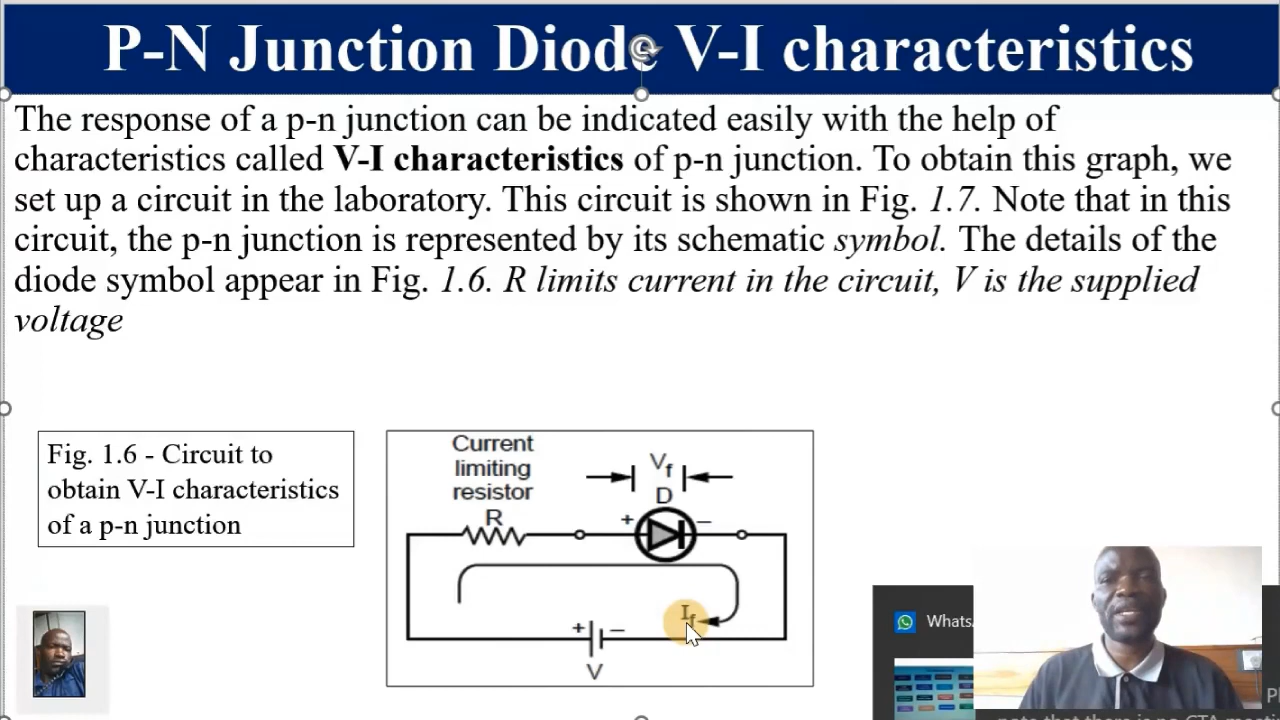 P-N Junction Diode V-I characteristics
The response of a p-n junction can be indicated easily with the help of
characteristics called V-I characteristics of p-n junction. To obtain this graph, we
set up a circuit in the laboratory. This circuit is shown in Fig. 1.7. Note that in this
circuit, the p-n junction is represented by its schematic symbol. The details of the
diode symbol appear in Fig. 1.6. R limits current in the circuit, V is the supplied
voltage
Fig. 1.6 - Circuit to
obtain V-I characteristics
of a p-n junction
Current
limiting
resistor
R
Vf
D
+ −
If
+ −
V
Whats